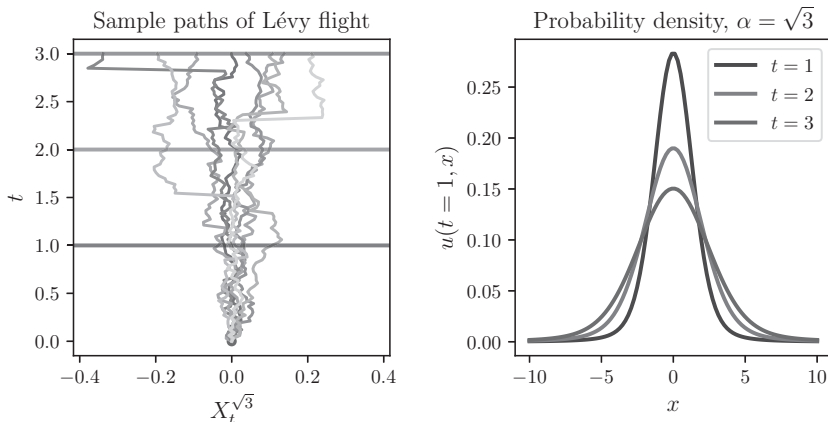 Sample paths of Lévy flight
3.0
2.5
2.0
1.5
1.0
0.5
0.0
t
−0.4 −0.2 0.0 0.2 0.4
X_t^{√3}
Probability density, α = √3
0.25
0.20
0.15
0.10
0.05
0.00
u(t = 1, x)
t = 1
t = 2
t = 3
−10 −5 0 5 10
x